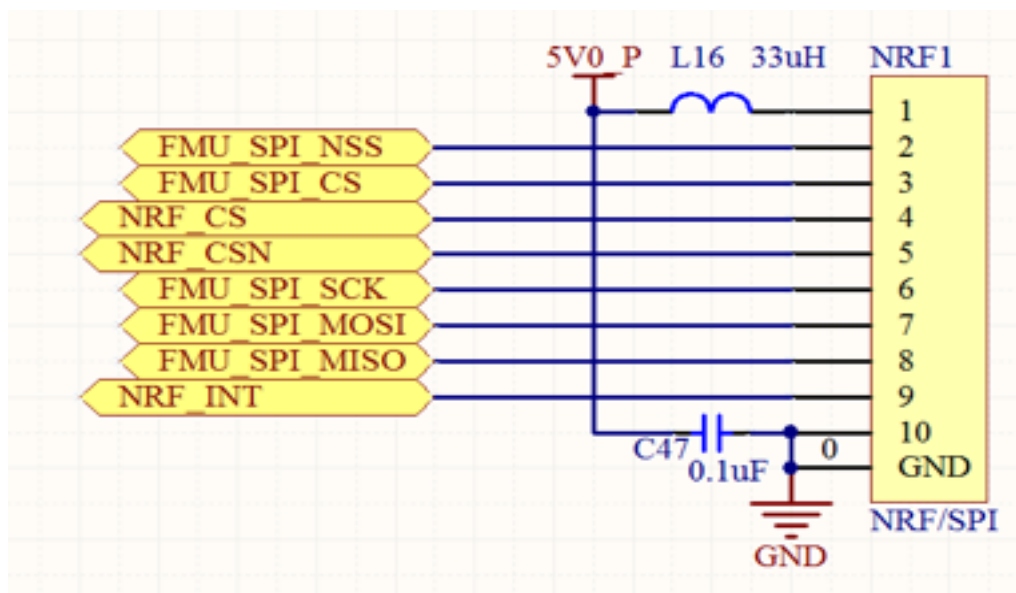 5V0_P L16 33uH NRF1
1
FMU_SPI_NSS 2
FMU_SPI_CS 3
NRF_CS 4
NRF_CSN 5
FMU_SPI_SCK 6
FMU_SPI_MOSI 7
FMU_SPI_MISO 8
NRF_INT 9
C47 0 10
0.1uF GND
NRF/SPI
GND